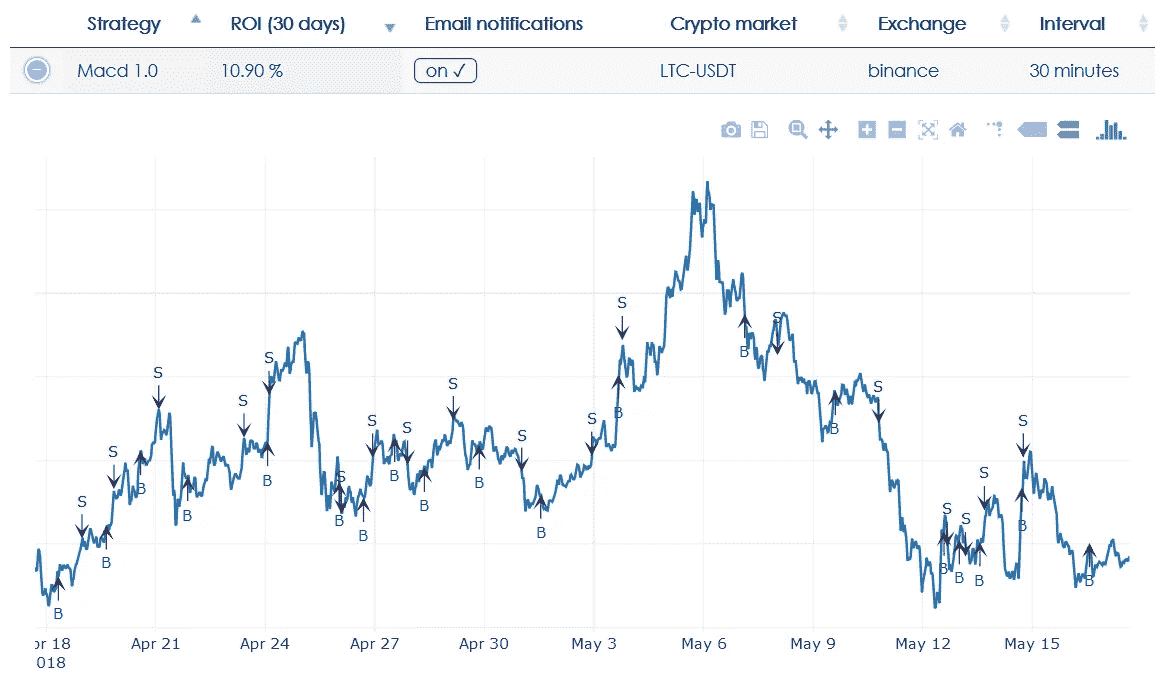 Strategy ROI (30 days) Email notifications Crypto market Exchange Interval
Macd 1.0 10.90 % on ✓ LTC-USDT binance 30 minutes
S
S
B
S
S
S
S
S
B
S
S
S
S
B
S
S
S
B
S
B
B
B
S
B
S
B
S
B
B
B
B
B
B
B
B
B
B
Apr 21 Apr 24 Apr 27 Apr 30 May 3 May 6 May 9 May 12 May 15